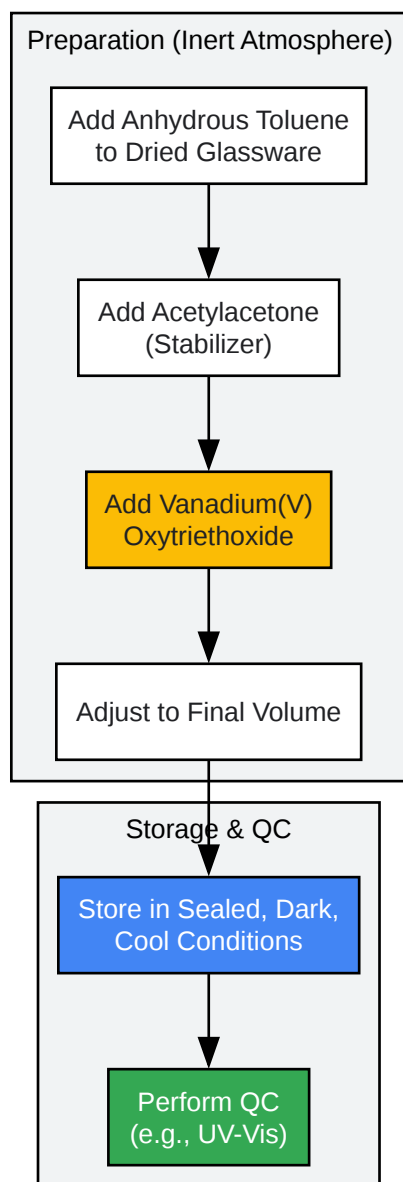 Preparation (Inert Atmosphere)
Add Anhydrous Toluene
to Dried Glassware
Add Acetylacetone
(Stabilizer)
Add Vanadium(V)
Oxytriethoxide
Adjust to Final Volume
Storage & QC
Store in Sealed, Dark,
Cool Conditions
Perform QC
(e.g., UV-Vis)